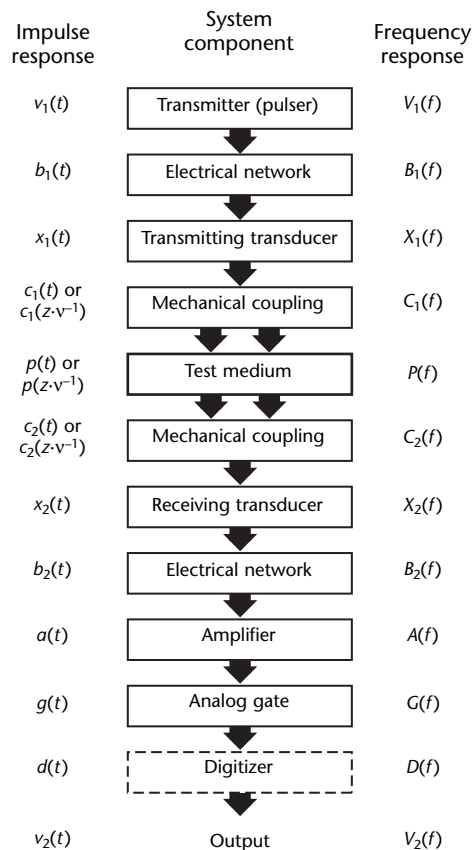 Impulse response
System component
Frequency response
v₁(t) Transmitter (pulser) V₁(f)
b₁(t) Electrical network B₁(f)
x₁(t) Transmitting transducer X₁(f)
c₁(t) or
c₁(z·ν⁻¹) Mechanical coupling C₁(f)
p(t) or
p(z·ν⁻¹) Test medium P(f)
c₂(t) or
c₂(z·ν⁻¹) Mechanical coupling C₂(f)
x₂(t) Receiving transducer X₂(f)
b₂(t) Electrical network B₂(f)
a(t) Amplifier A(f)
g(t) Analog gate G(f)
d(t) Digitizer D(f)
v₂(t) Output V₂(f)